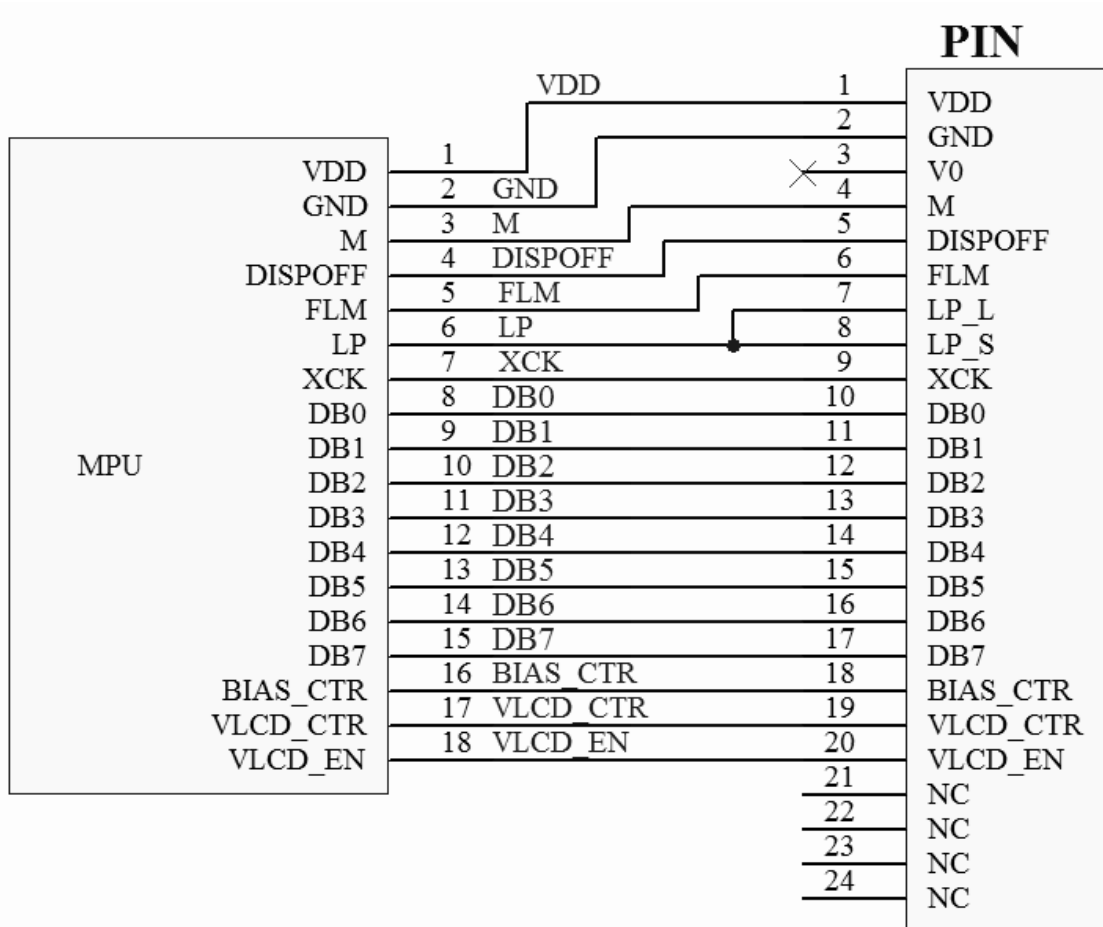 PIN
VDD 1 VDD
2 GND
VDD 1 3 V0
GND 2 GND 4 M
M 3 M 5 DISPOFF
DISPOFF 4 DISPOFF 6 FLM
FLM 5 FLM 7 LP_L
LP 6 LP 8 LP_S
XCK 7 XCK 9 XCK
DB0 8 DB0 10 DB0
DB1 9 DB1 11 DB1
MPU
DB2 10 DB2 12 DB2
DB3 11 DB3 13 DB3
DB4 12 DB4 14 DB4
DB5 13 DB5 15 DB5
DB6 14 DB6 16 DB6
DB7 15 DB7 17 DB7
BIAS_CTR 16 BIAS_CTR 18 BIAS_CTR
VLCD_CTR 17 VLCD_CTR 19 VLCD_CTR
VLCD_EN 18 VLCD_EN 20 VLCD_EN
21 NC
22 NC
23 NC
24 NC